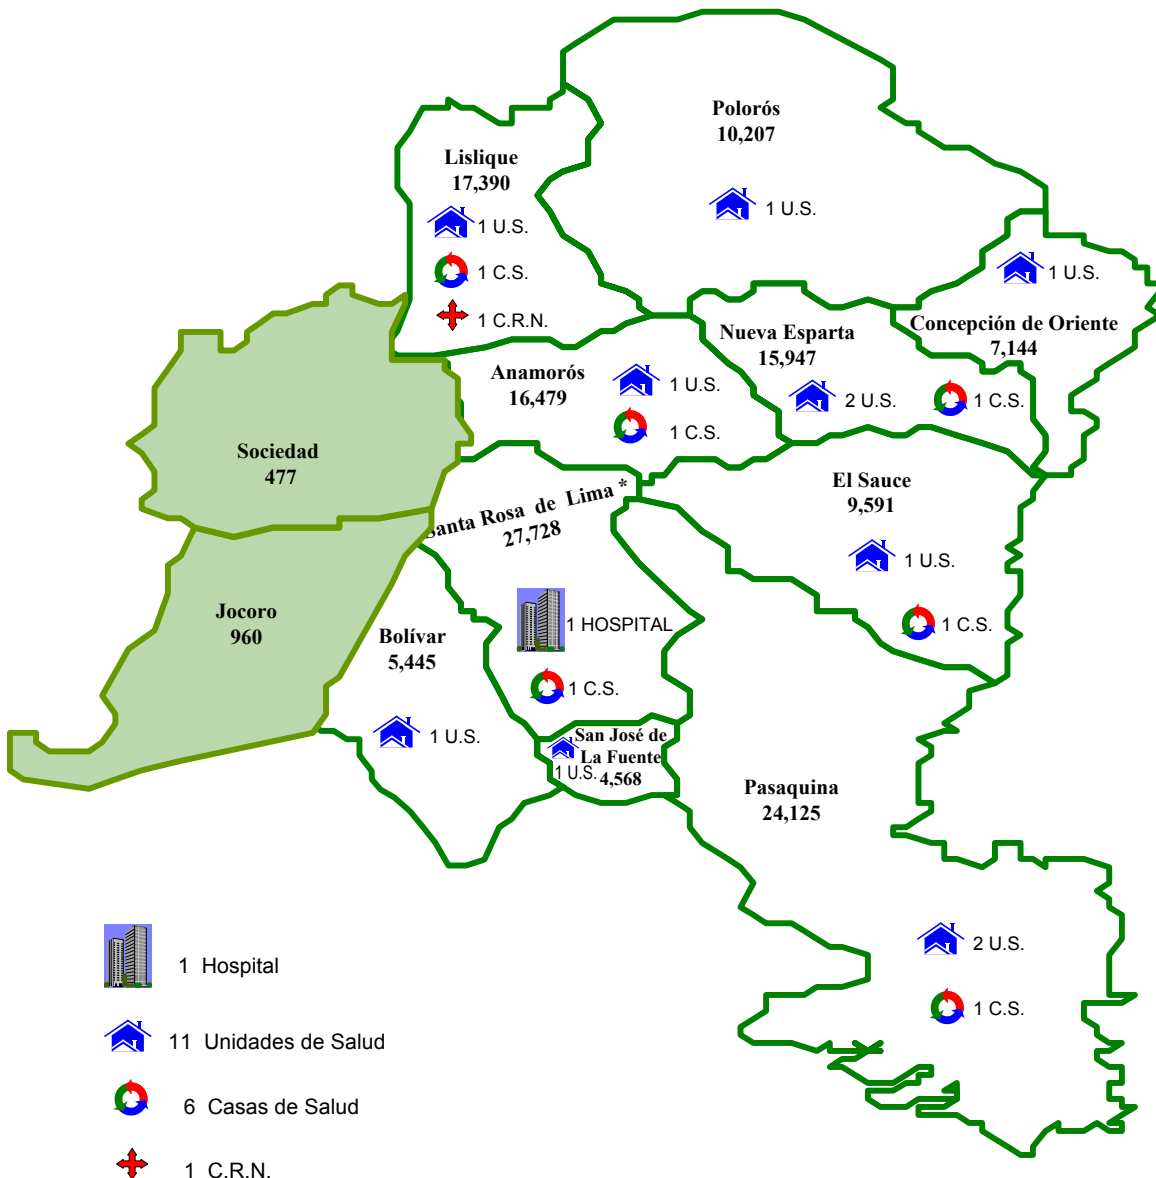 Polorós
10,207
1 U.S.
Lislique
17,390
1 U.S.
1 C.S.
1 C.R.N.
1 U.S.
Concepción de Oriente
7,144
Nueva Esparta
15,947
2 U.S.
1 C.S.
Anamorós
16,479
1 U.S.
1 C.S.
Sociedad
477
El Sauce
9,591
1 U.S.
1 C.S.
Santa Rosa de Lima *
27,728
1 HOSPITAL
1 C.S.
Jocoro
960
Bolívar
5,445
1 U.S.
San José de
La Fuente
4,568
1 U.S.
Pasaquina
24,125
2 U.S.
1 C.S.
1 Hospital
11 Unidades de Salud
6 Casas de Salud
1 C.R.N.